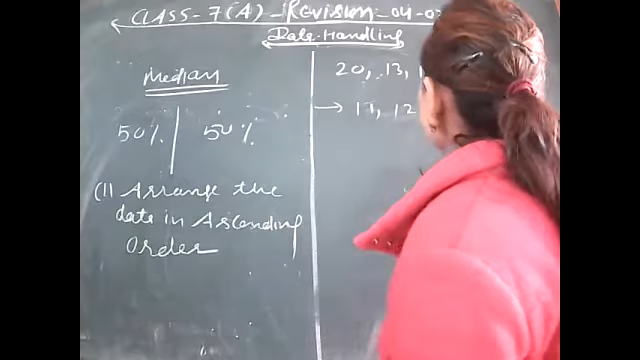 CLASS-7(A)-Revision-04-0
Data-Handling
Median
50% | 50%
(1) Arrange the
data in Ascending
Order
20, 13,
→ 11, 12